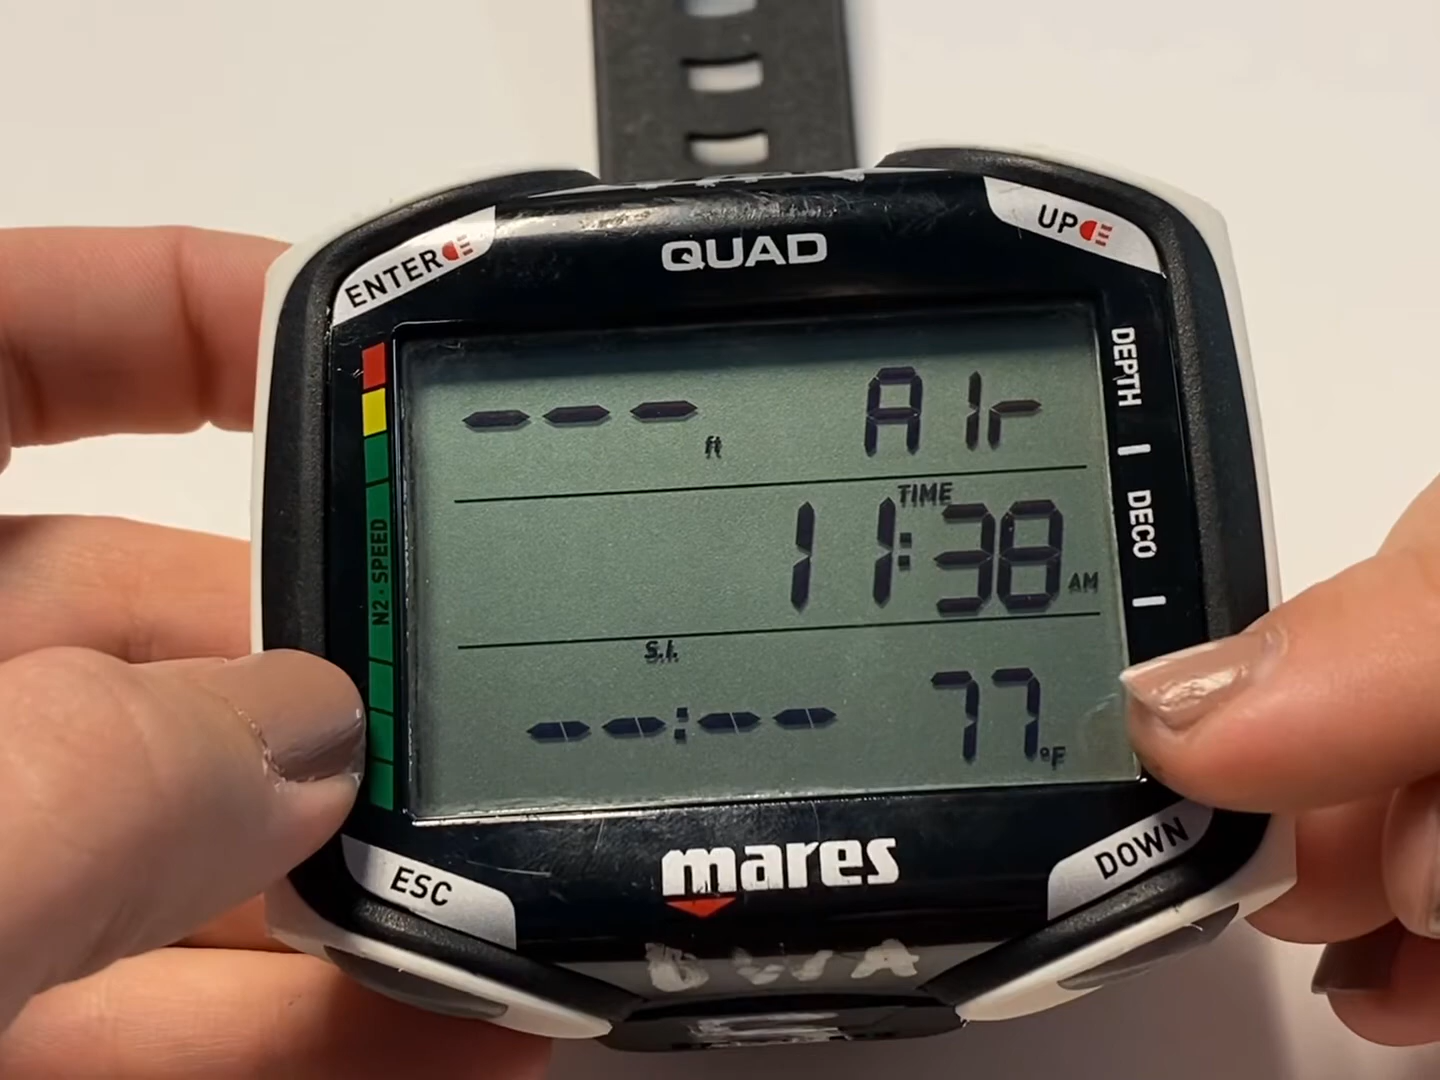 QUAD
ENTER
UP
DEPTH
DECO
N2 - SPEED
--- ft
AIr
TIME
11:38 AM
S.I.
--:--
77 °F
ESC
mares
DOWN